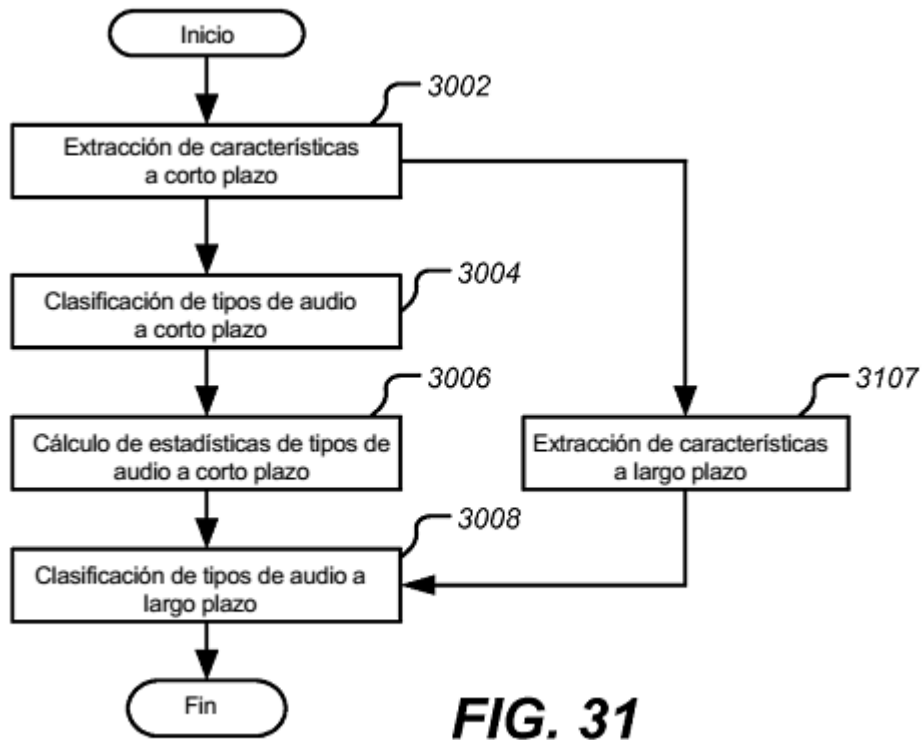 Inicio
3002
Extracción de características
a corto plazo
3004
Clasificación de tipos de audio
a corto plazo
3006
Cálculo de estadísticas de tipos de
audio a corto plazo
3107
Extracción de características
a largo plazo
3008
Clasificación de tipos de audio a
largo plazo
Fin
FIG. 31